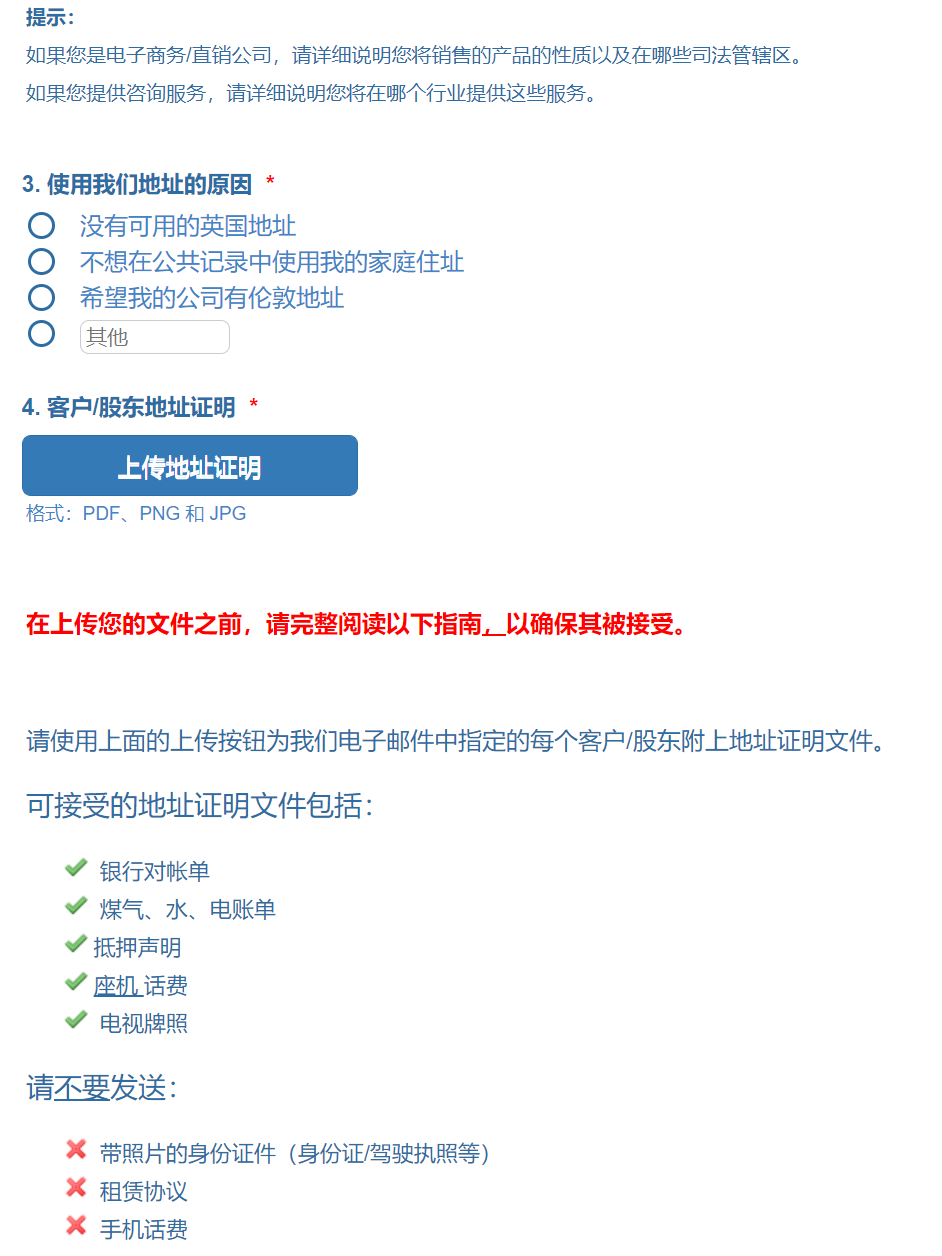 提示：
如果您是电子商务/直销公司，请详细说明您将销售的产品的性质以及在哪些司法管辖区。
如果您提供咨询服务，请详细说明您将在哪个行业提供这些服务。
3. 使用我们地址的原因 *
没有可用的英国地址
不想在公共记录中使用我的家庭住址
希望我的公司有伦敦地址
其他
4. 客户/股东地址证明 *
上传地址证明
格式：PDF、PNG 和 JPG
在上传您的文件之前，请完整阅读以下指南，以确保其被接受。
请使用上面的上传按钮为我们电子邮件中指定的每个客户/股东附上地址证明文件。
可接受的地址证明文件包括：
银行对帐单
煤气、水、电账单
抵押声明
座机 话费
电视牌照
请不要发送：
带照片的身份证件（身份证/驾驶执照等）
租赁协议
手机话费